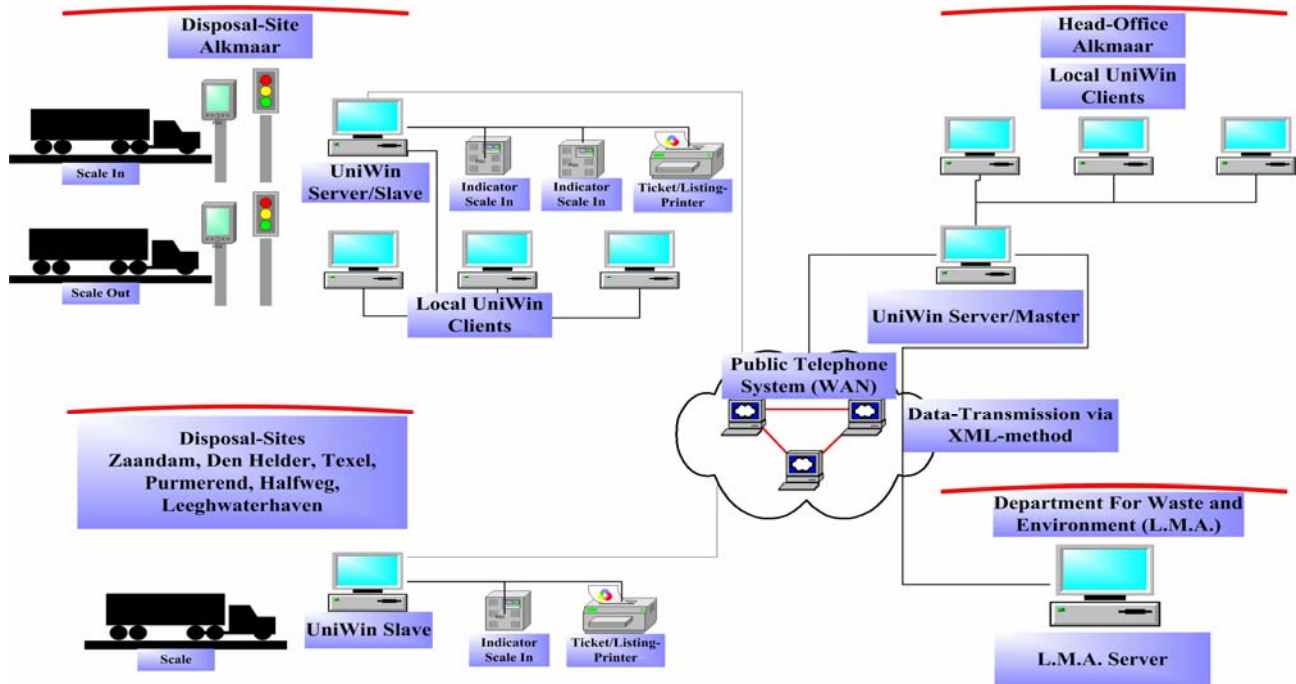 Disposal-Site
Alkmaar
Scale In
Scale Out
UniWin
Server/Slave
Indicator
Scale In
Indicator
Scale In
Ticket/Listing-
Printer
Local UniWin
Clients
Head-Office
Alkmaar
Local UniWin
Clients
UniWin Server/Master
Public Telephone
System (WAN)
Data-Transmission via
XML-method
Disposal-Sites
Zaandam, Den Helder, Texel,
Purmerend, Halfweg,
Leeghwaterhaven
Scale
UniWin Slave
Indicator
Scale In
Ticket/Listing-
Printer
Department For Waste and
Environment (L.M.A.)
L.M.A. Server